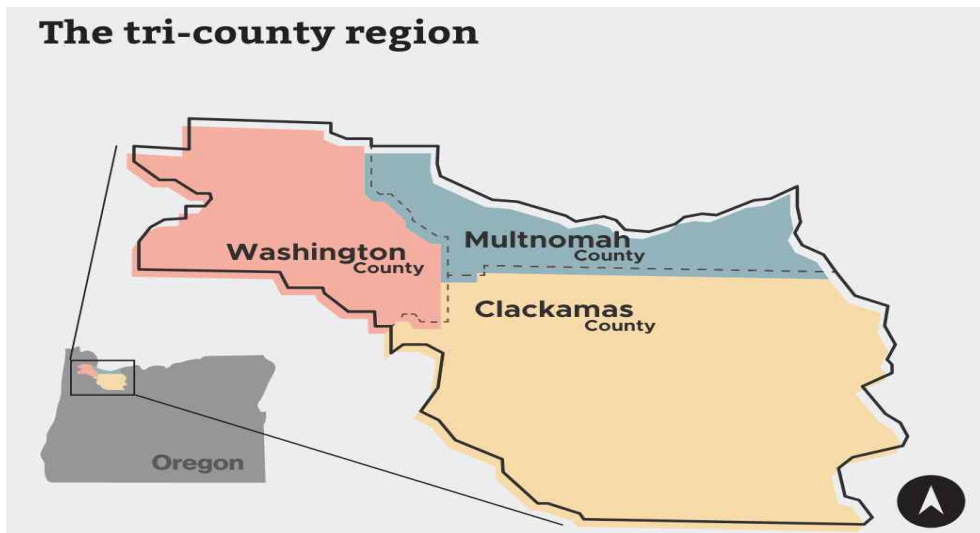 The tri-county region
Washington
County
Multnomah
County
Clackamas
County
Oregon